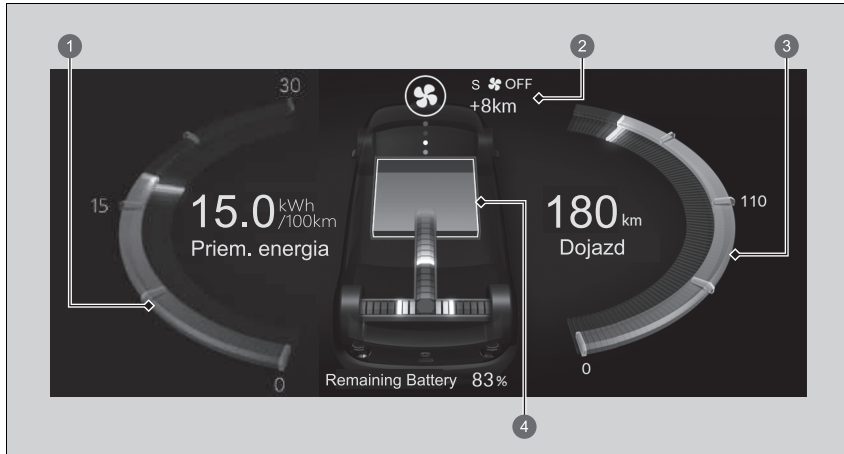 1
2
3
30
S OFF
+8km
15
15.0 kWh/100km
Priem. energia
180 km
Dojazd
110
0
0
Remaining Battery 83%
4